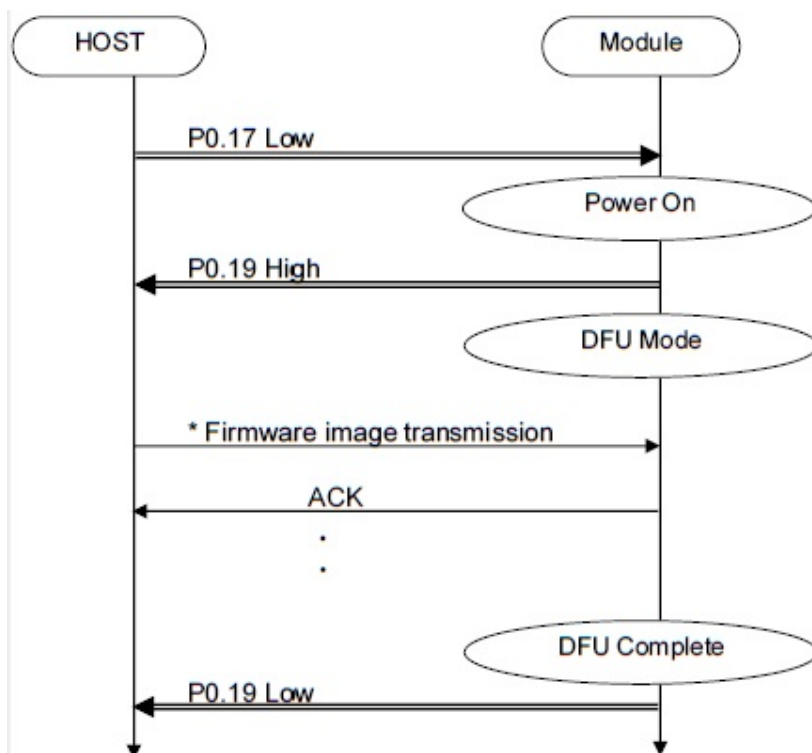 HOST
Module
P0.17 Low
Power On
P0.19 High
DFU Mode
* Firmware image transmission
ACK
DFU Complete
P0.19 Low